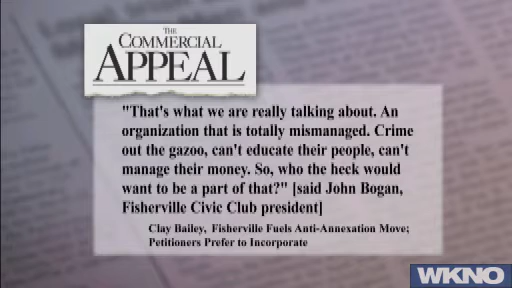 THE
COMMERCIAL
APPEAL
"That's what we are really talking about. An
organization that is totally mismanaged. Crime
out the gazoo, can't educate their people, can't
manage their money. So, who the heck would
want to be a part of that?" [said John Bogan,
Fisherville Civic Club president]
Clay Bailey, Fisherville Fuels Anti-Annexation Move;
Petitioners Prefer to Incorporate
WKNO